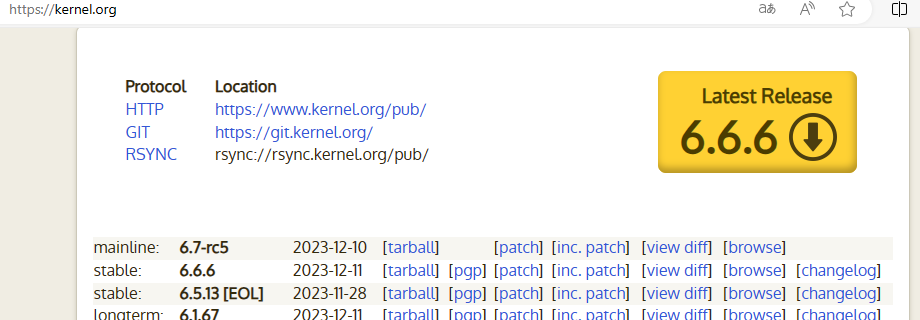 https://kernel.org
Protocol Location
HTTP https://www.kernel.org/pub/
GIT https://git.kernel.org/
RSYNC rsync://rsync.kernel.org/pub/
Latest Release
6.6.6
mainline: 6.7-rc5 2023-12-10 [tarball] [patch] [inc. patch] [view diff] [browse]
stable: 6.6.6 2023-12-11 [tarball] [pgp] [patch] [inc. patch] [view diff] [browse] [changelog]
stable: 6.5.13 [EOL] 2023-11-28 [tarball] [pgp] [patch] [inc. patch] [view diff] [browse] [changelog]
longterm: 6.1.67 2023-12-11 [tarball] [pgp] [patch] [inc. patch] [view diff] [browse] [changelog]